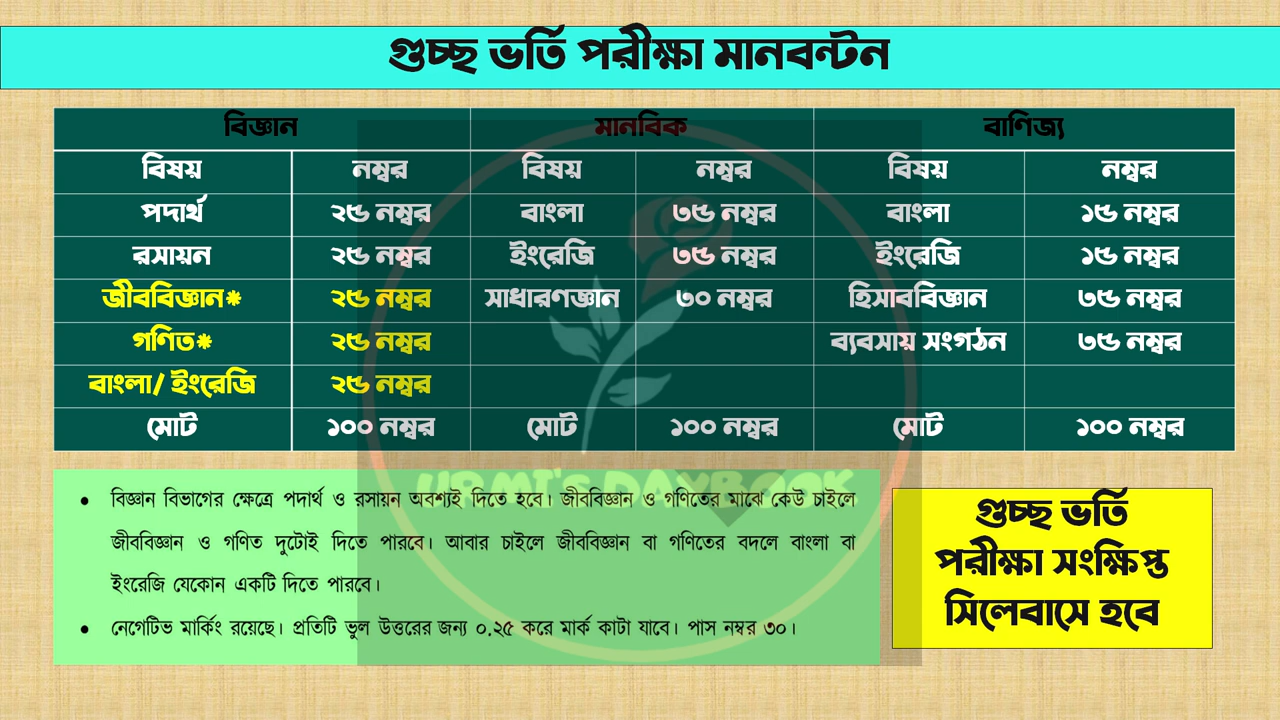 গুচ্ছ ভর্তি পরীক্ষা মানবন্টন
বিজ্ঞান মানবিক বাণিজ্য
বিষয় নম্বর বিষয় নম্বর বিষয় নম্বর
পদার্থ ২৫ নম্বর বাংলা ৩৫ নম্বর বাংলা ১৫ নম্বর
রসায়ন ২৫ নম্বর ইংরেজি ৩৫ নম্বর ইংরেজি ১৫ নম্বর
জীববিজ্ঞান* ২৫ নম্বর সাধারণজ্ঞান ৩০ নম্বর হিসাববিজ্ঞান ৩৫ নম্বর
গণিত* ২৫ নম্বর ব্যবসায় সংগঠন ৩৫ নম্বর
বাংলা/ ইংরেজি ২৫ নম্বর
মোট ১০০ নম্বর মোট ১০০ নম্বর মোট ১০০ নম্বর
URMI's DAYBOOK
• বিজ্ঞান বিভাগের ক্ষেত্রে পদার্থ ও রসায়ন অবশ্যই দিতে হবে। জীববিজ্ঞান ও গণিতের মাঝে কেউ চাইলে
জীববিজ্ঞান ও গণিত দুটোই দিতে পারবে। আবার চাইলে জীববিজ্ঞান বা গণিতের বদলে বাংলা বা
ইংরেজি যেকোন একটি দিতে পারবে।
• নেগেটিভ মার্কিং রয়েছে। প্রতিটি ভুল উত্তরের জন্য ০.২৫ করে মার্ক কাটা যাবে। পাস নম্বর ৩০।
গুচ্ছ ভর্তি
পরীক্ষা সংক্ষিপ্ত
সিলেবাসে হবে